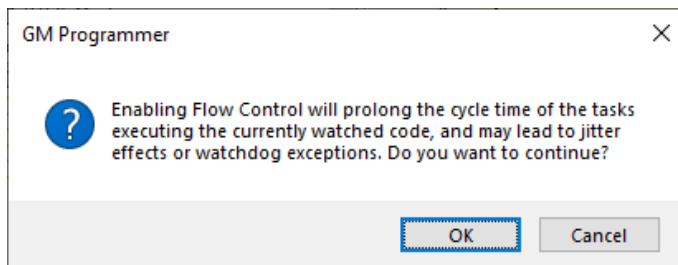 GM Programmer
Enabling Flow Control will prolong the cycle time of the tasks
executing the currently watched code, and may lead to jitter
effects or watchdog exceptions. Do you want to continue?
OK
Cancel